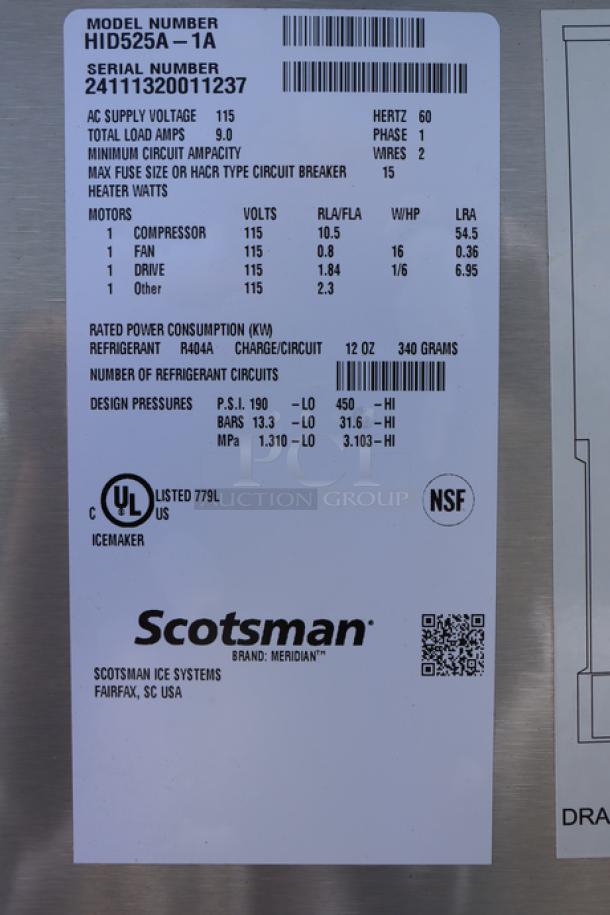 MODEL NUMBER
HID525A-1A
SERIAL NUMBER
24111320011237
AC SUPPLY VOLTAGE 115 HERTZ 60
TOTAL LOAD AMPS 9.0 PHASE 1
MINIMUM CIRCUIT AMPACITY WIRES 2
MAX FUSE SIZE OR HACR TYPE CIRCUIT BREAKER 15
HEATER WATTS
MOTORS VOLTS RLA/FLA W/HP LRA
1 COMPRESSOR 115 10.5 54.5
1 FAN 115 0.8 16 0.36
1 DRIVE 115 1.84 1/6 6.95
1 Other 115 2.3
RATED POWER CONSUMPTION (KW)
REFRIGERANT R404A CHARGE/CIRCUIT 12 OZ 340 GRAMS
NUMBER OF REFRIGERANT CIRCUITS
DESIGN PRESSURES P.S.I. 190 -LO 450 -HI
BARS 13.3 -LO 31.6 -HI
MPa 1.310 -LO 3.103 -HI
PCI
AUCTION GROUP
C UL US LISTED 779L
NSF
ICEMAKER
Scotsman®
BRAND: MERIDIAN™
SCOTSMAN ICE SYSTEMS
FAIRFAX, SC USA
DRA